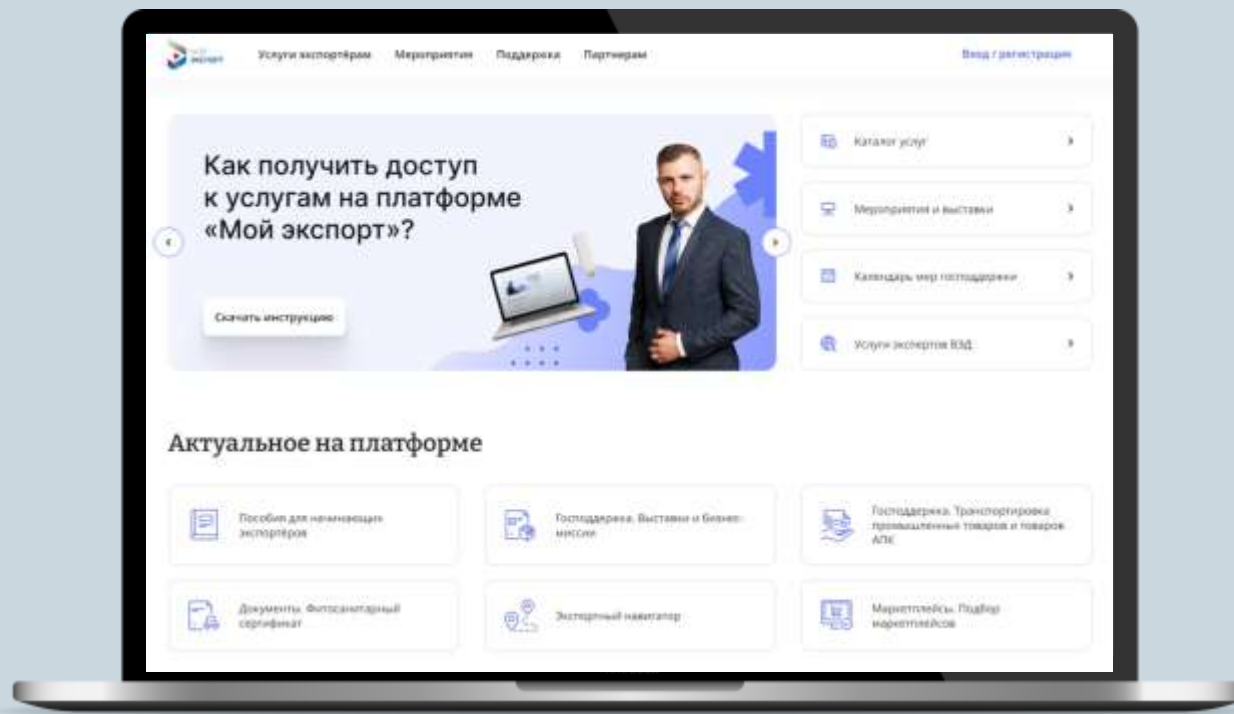 МОЙ
ЭКСПОРТ
Услуги экспортёрам
Мероприятия
Поддержка
Партнерам
Вход / регистрация
Как получить доступ
к услугам на платформе
«Мой экспорт»?
Скачать инструкцию
Каталог услуг
Мероприятия и выставки
Календарь мер господдержки
Услуги экспертов ВЭД
Актуальное на платформе
Пособия для начинающих
экспортёров
Господдержка. Выставки и бизнес-
миссии
Господдержка. Транспортировка
промышленных товаров и товаров
АПК
Документы. Фитосанитарный
сертификат
Экспортный навигатор
Маркетплейсы. Подбор
маркетплейсов